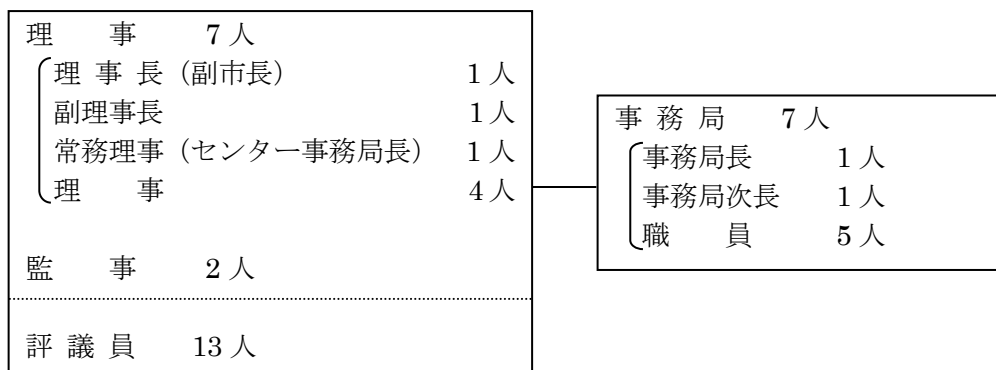 理　事　7人
理 事 長（副市長）　1人
副理事長　1人
常務理事（センター事務局長）　1人
理　事　4人
監　事　2人
評 議 員　13人
事 務 局　7人
事務局長　1人
事務局次長　1人
職　員　5人